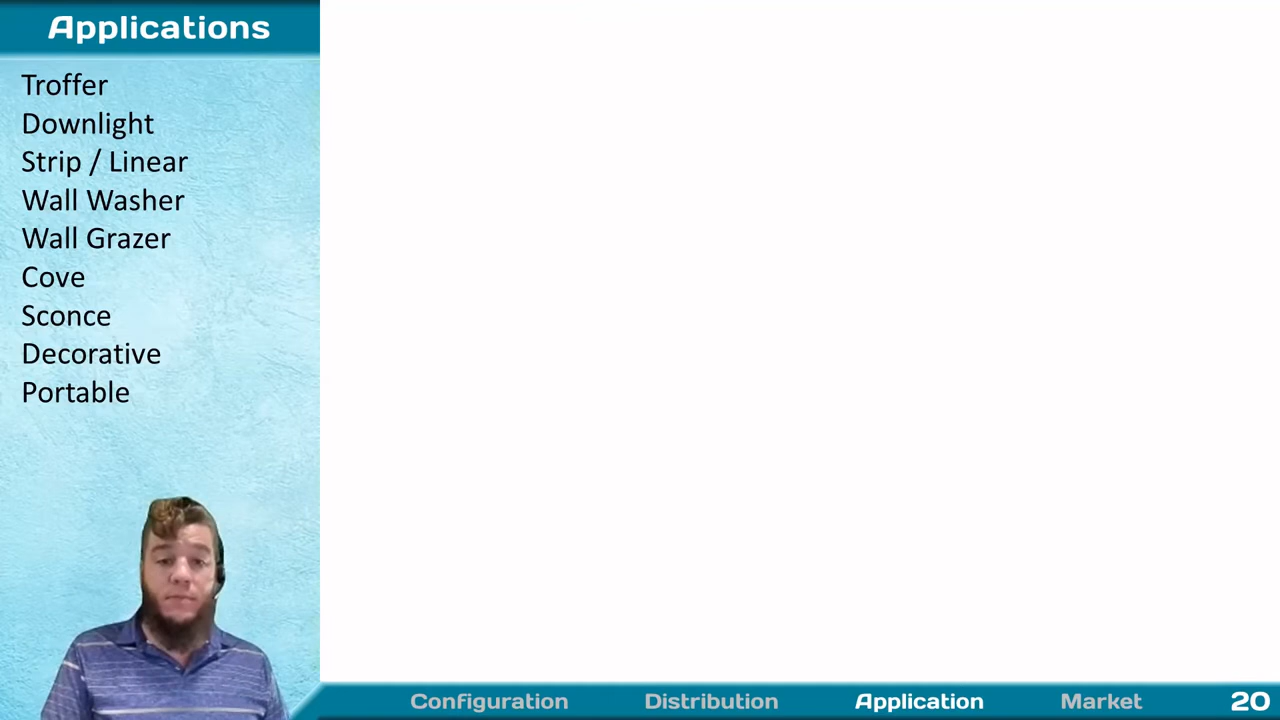 Applications
Troffer
Downlight
Strip / Linear
Wall Washer
Wall Grazer
Cove
Sconce
Decorative
Portable
Configuration Distribution Application Market 20